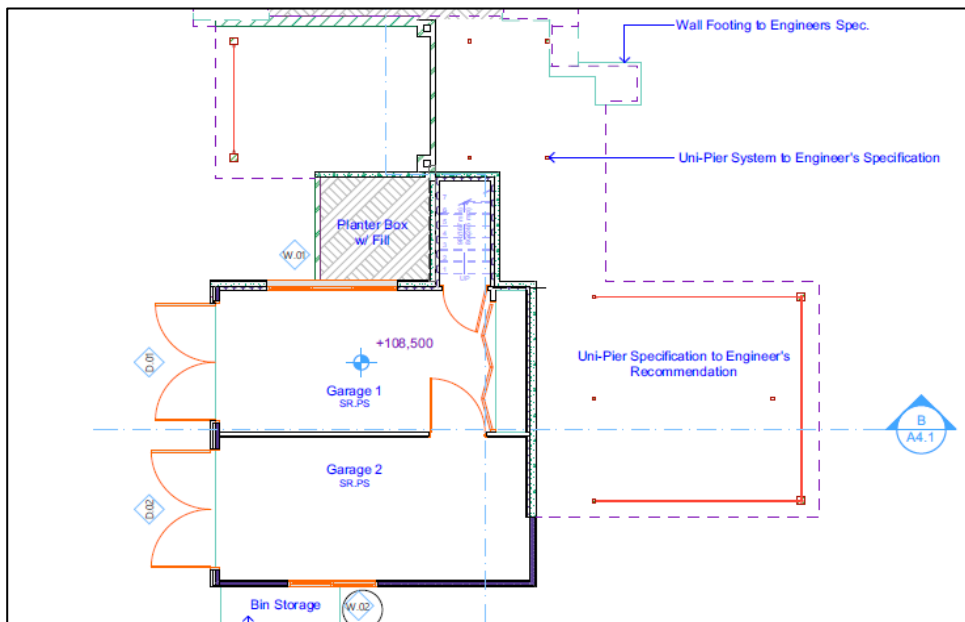 Wall Footing to Engineers Spec.
Uni-Pier System to Engineer's Specification
Planter Box
w/ Fill
W.01
UP
+108,500
Uni-Pier Specification to Engineer's
Recommendation
D.01
Garage 1
SR.PS
B
A4.1
Garage 2
SR.PS
D.02
Bin Storage
W.02